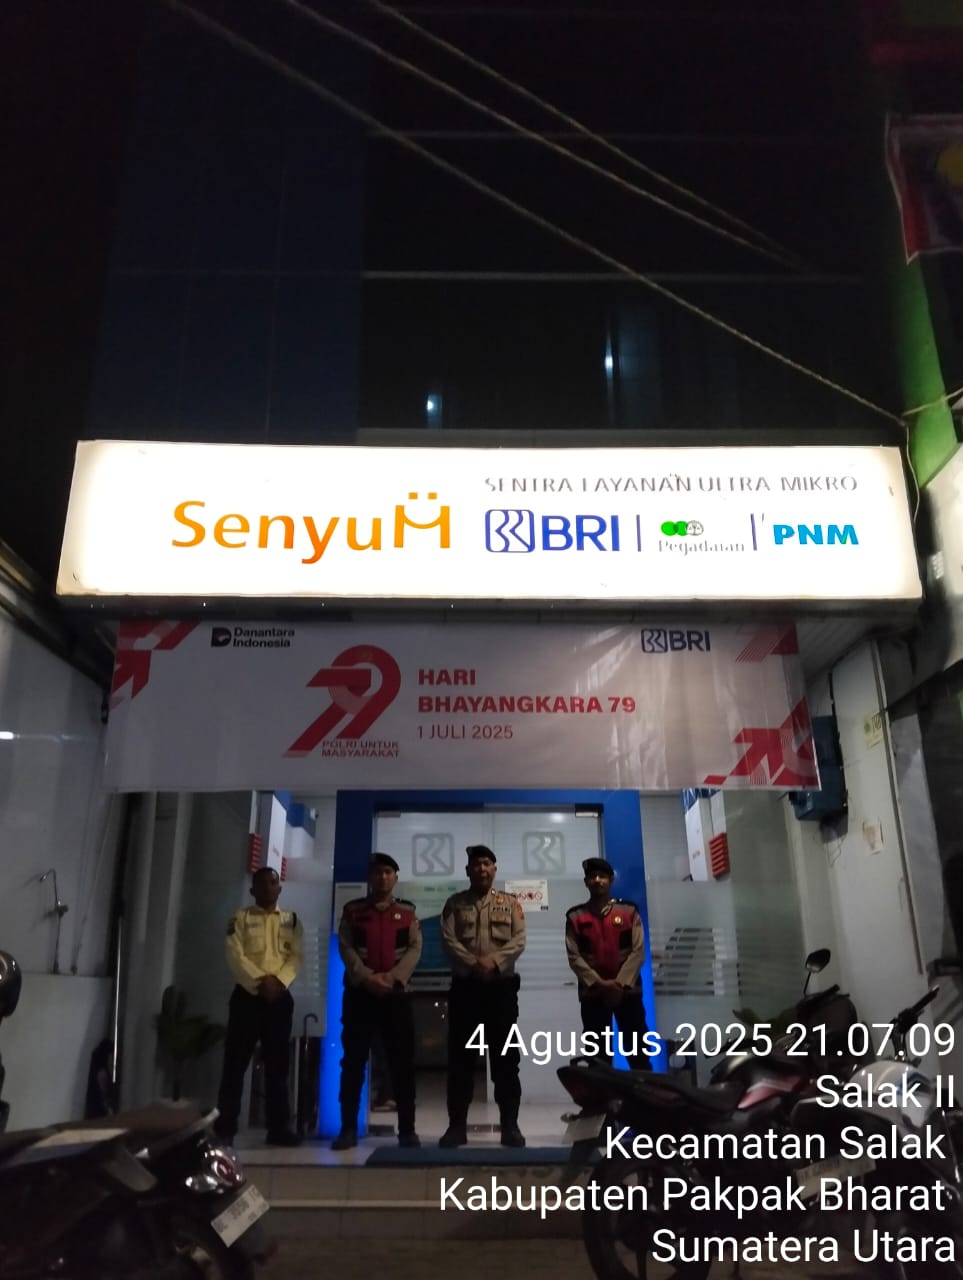 SENTRA LAYANAN ULTRA MIKRO
SenyuM
BRI
Pegadaian
PNM
Danantara
Indonesia
BRI
79
HARI
BHAYANGKARA 79
1 JULI 2025
POLRI UNTUK
MASYARAKAT
4 Agustus 2025 21.07.09
Salak II
Kecamatan Salak
Kabupaten Pakpak Bharat
Sumatera Utara